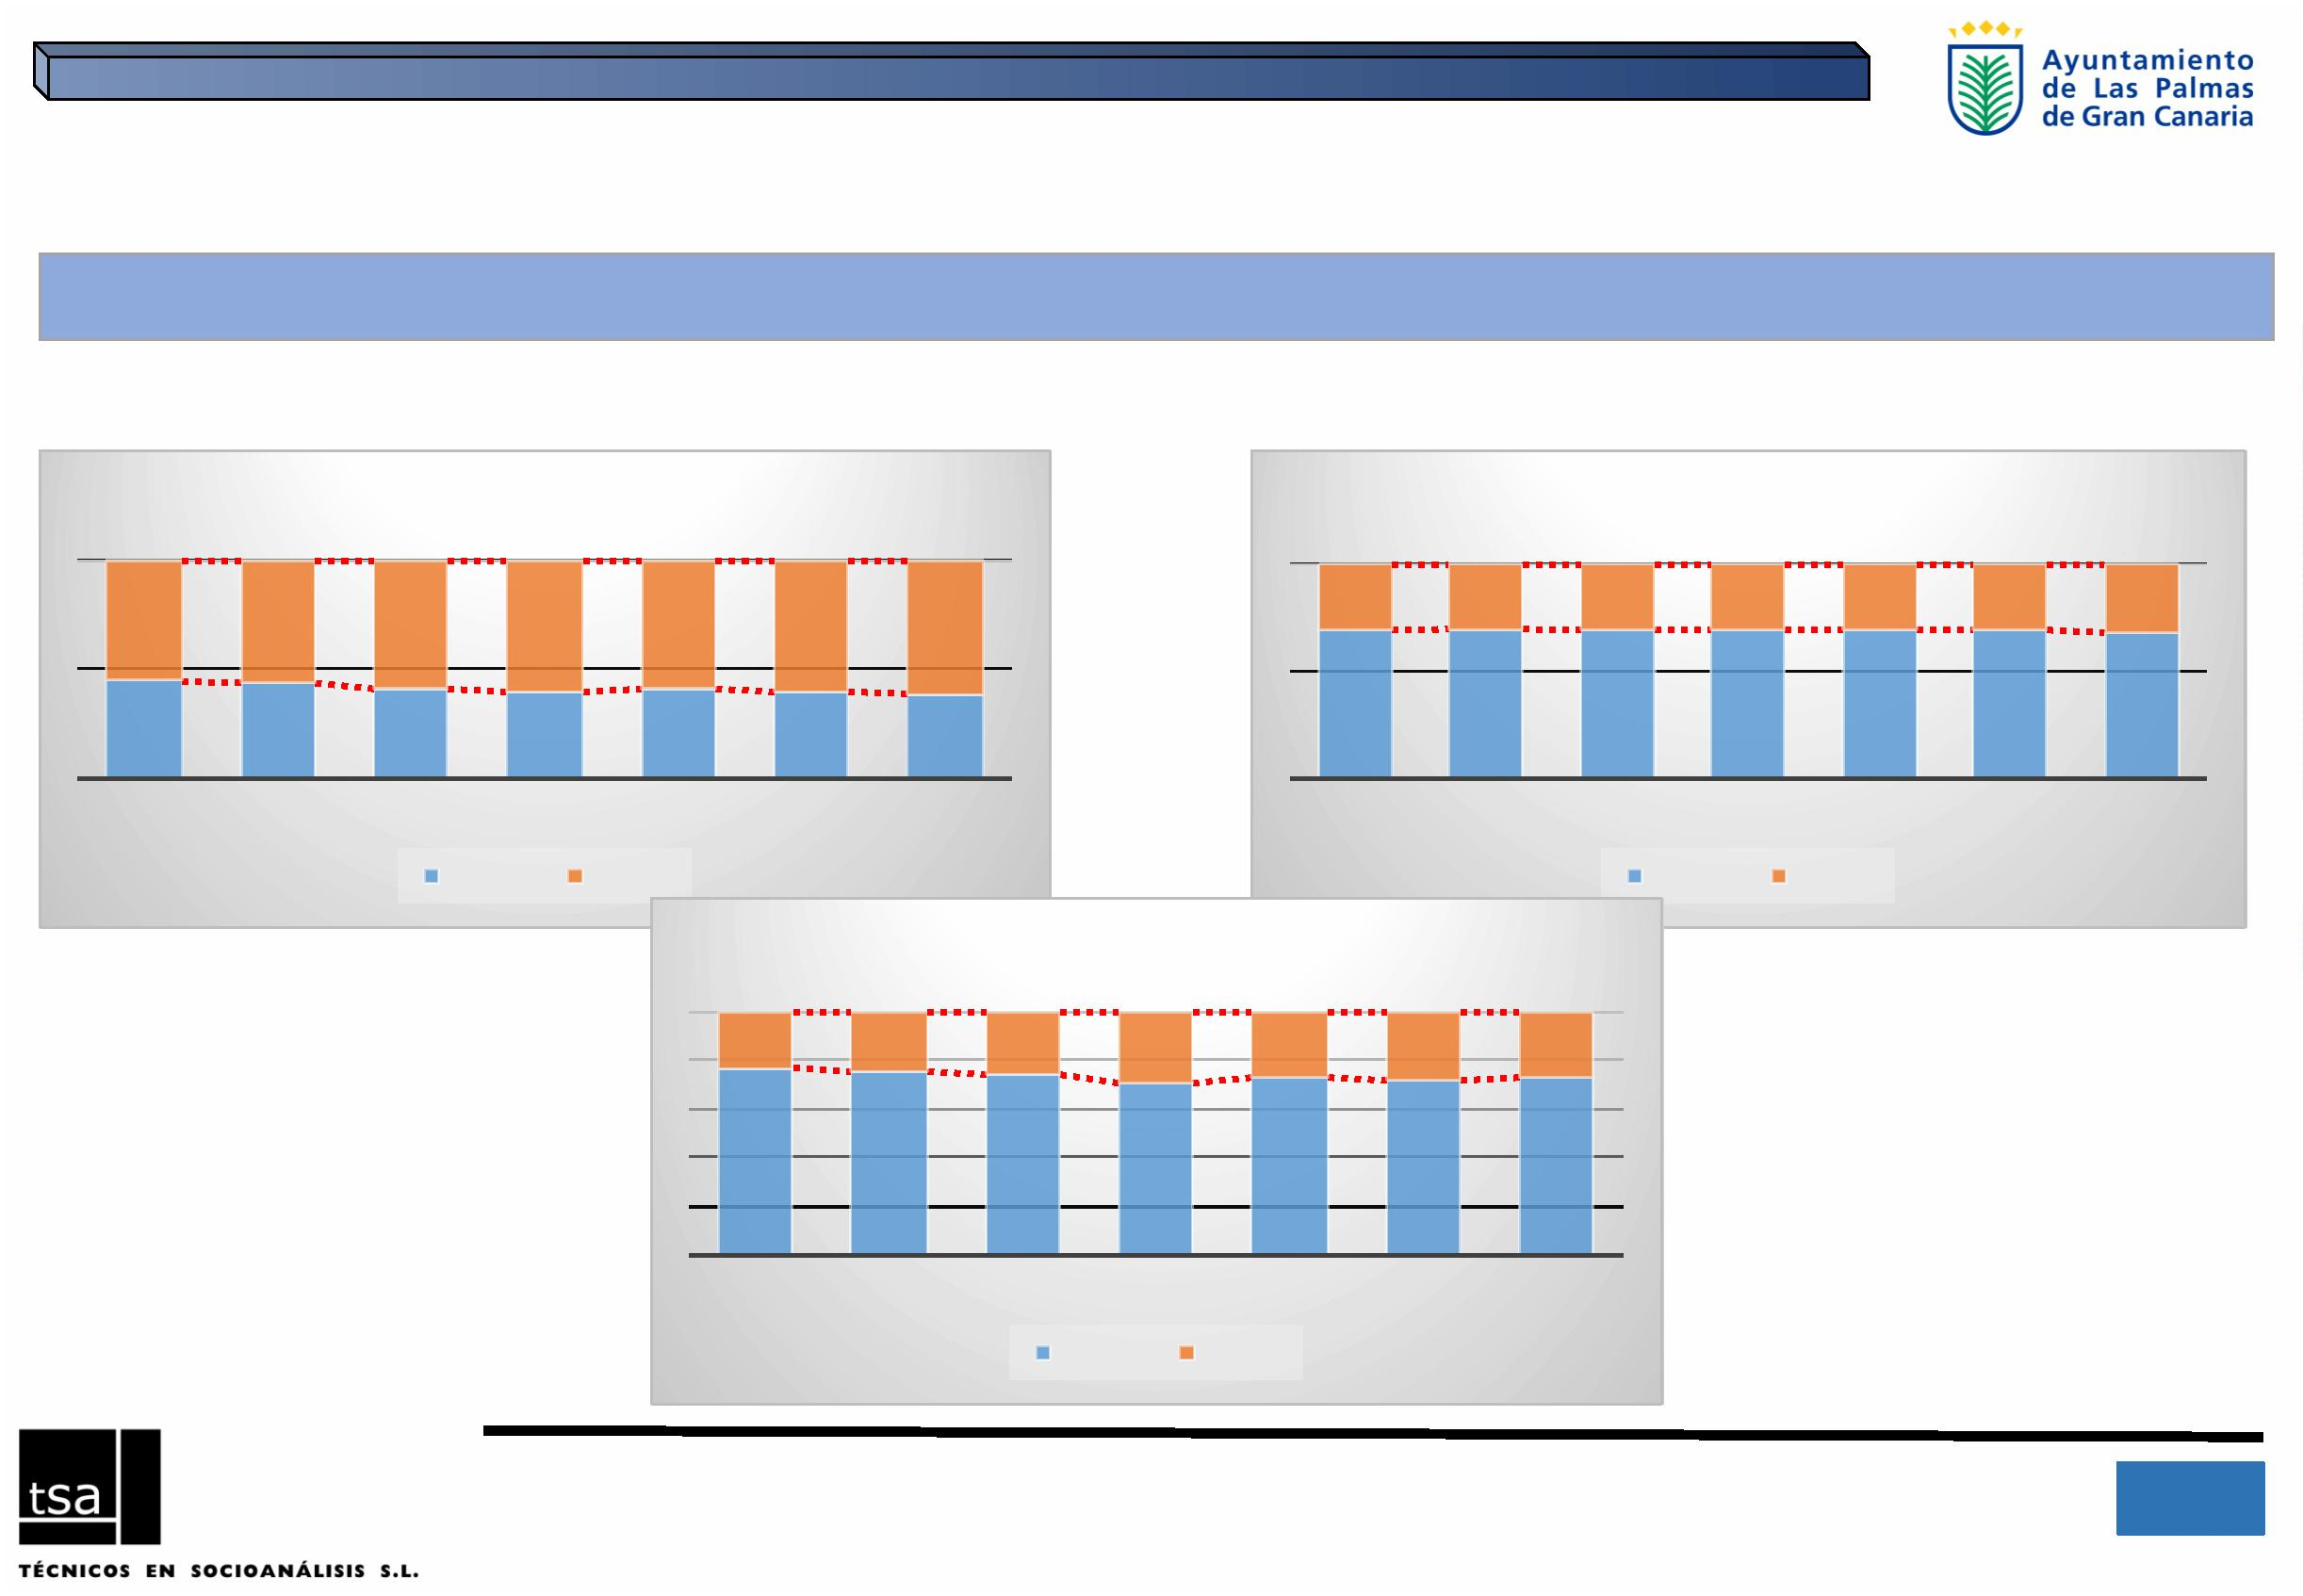 Ayuntamiento
de Las Palmas
de Gran Canaria
tsa
TÉCNICOS EN SOCIOANÁLISIS S.L.